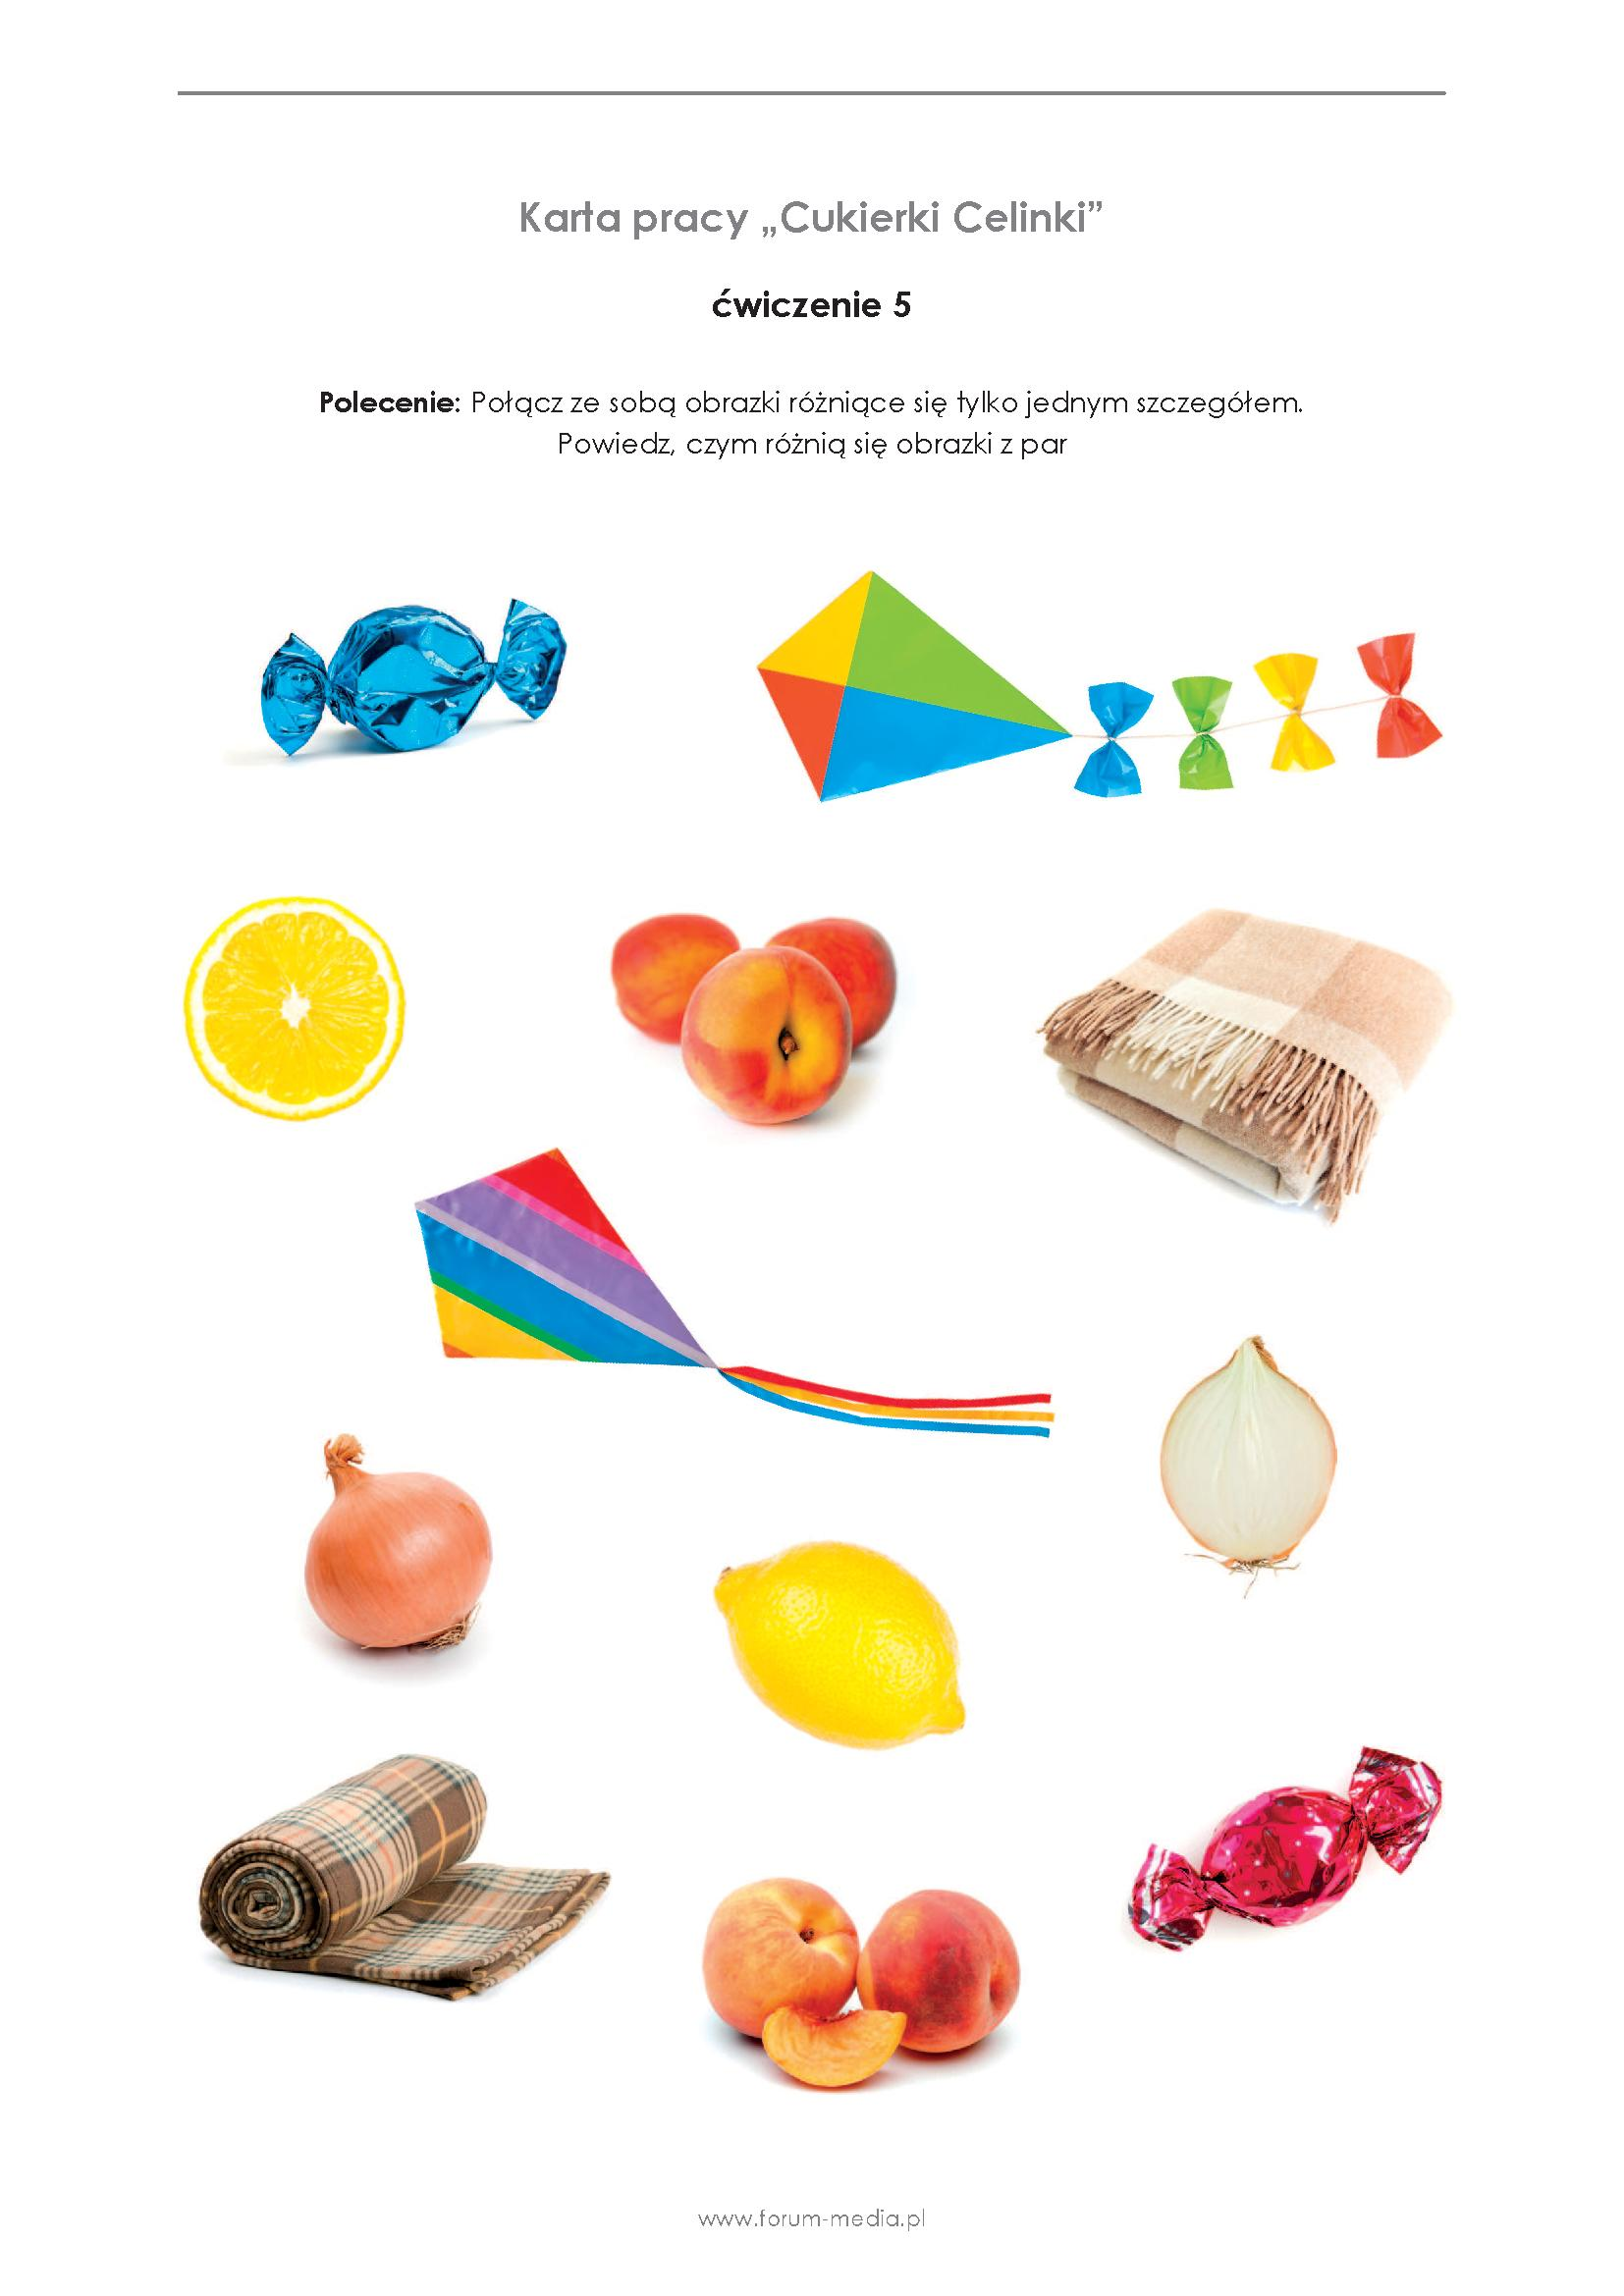 Karta pracy „Cukierki Celinki”
ćwiczenie 5
Polecenie: Połącz ze sobą obrazki różniące się tylko jednym szczegółem.
Powiedz, czym różnią się obrazki z par
www.forum-media.pl